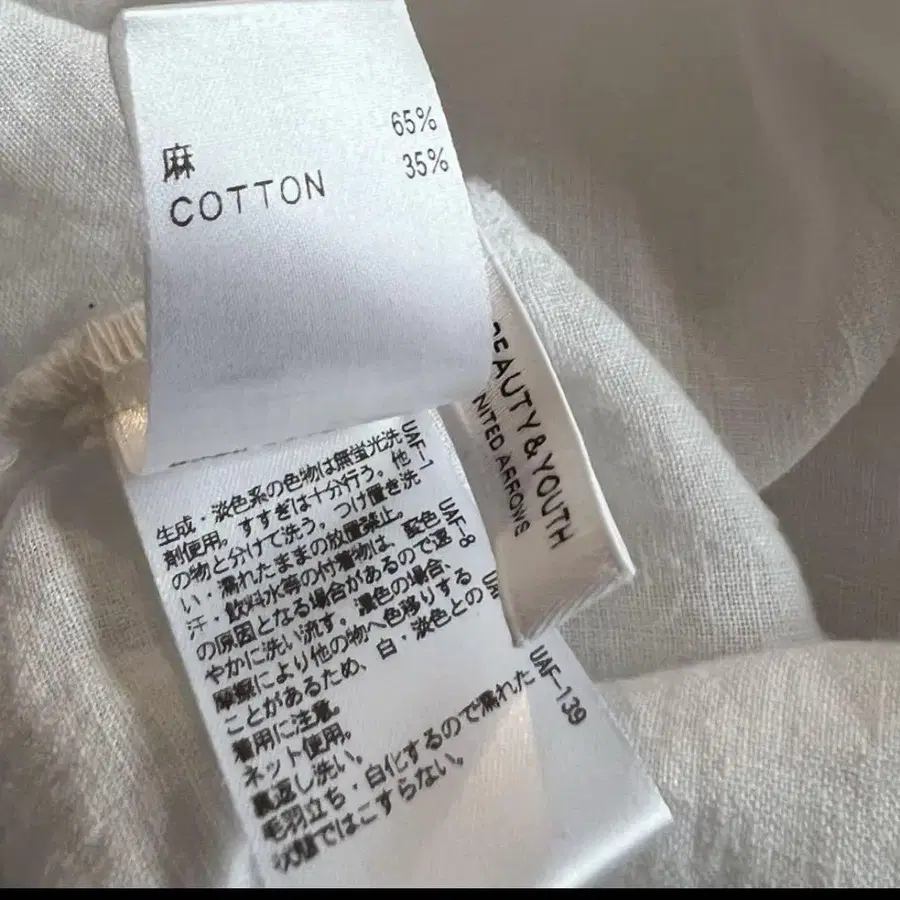 麻 65%
COTTON 35%
BEAUTY & YOUTH
UNITED ARROWS
UAF-1
生成・淡色系の色物は無蛍光洗
剤使用。すすぎは十分行う。他
の物と分けて洗う。つけ置き洗
い・濡れたままの放置禁止。
UAF-8
汗・飲料水等の付着物は、配色
の原因となる場合があるので速
やかに洗い流す。濃色の場合、
摩擦により他の物へ色移りする
ことがあるため、白・淡色との
着用に注意。
ネット使用。
裏返し洗い。
UAF-139
毛羽立ち・白化するので濡れた
状態ではこすらない。